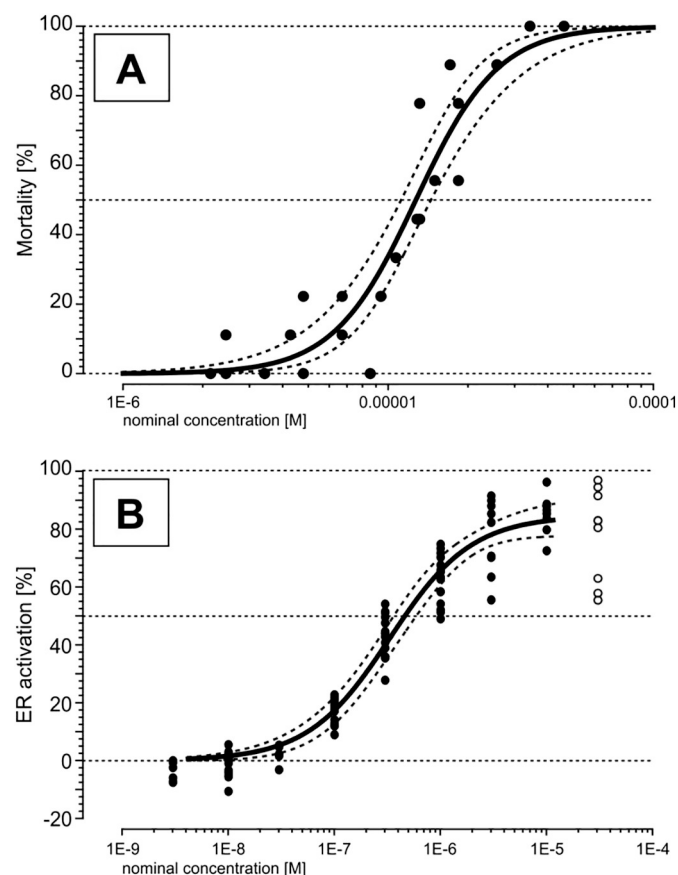 100
A
80
60
40
20
0
Mortality [%]
1E-6
0.00001
0.0001
nominal concentration [M]
100
B
80
60
40
20
0
-20
ER activation [%]
1E-9
1E-8
1E-7
1E-6
1E-5
1E-4
nominal concentration [M]